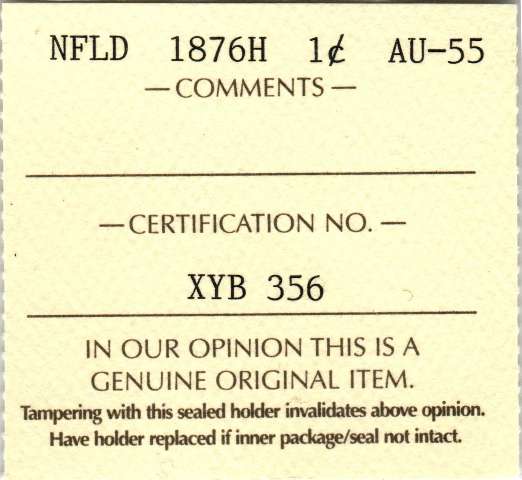 NFLD 1876H 1¢ AU-55
— COMMENTS —
— CERTIFICATION NO. —
XYB 356
IN OUR OPINION THIS IS A
GENUINE ORIGINAL ITEM.
Tampering with this sealed holder invalidates above opinion.
Have holder replaced if inner package/seal not intact.